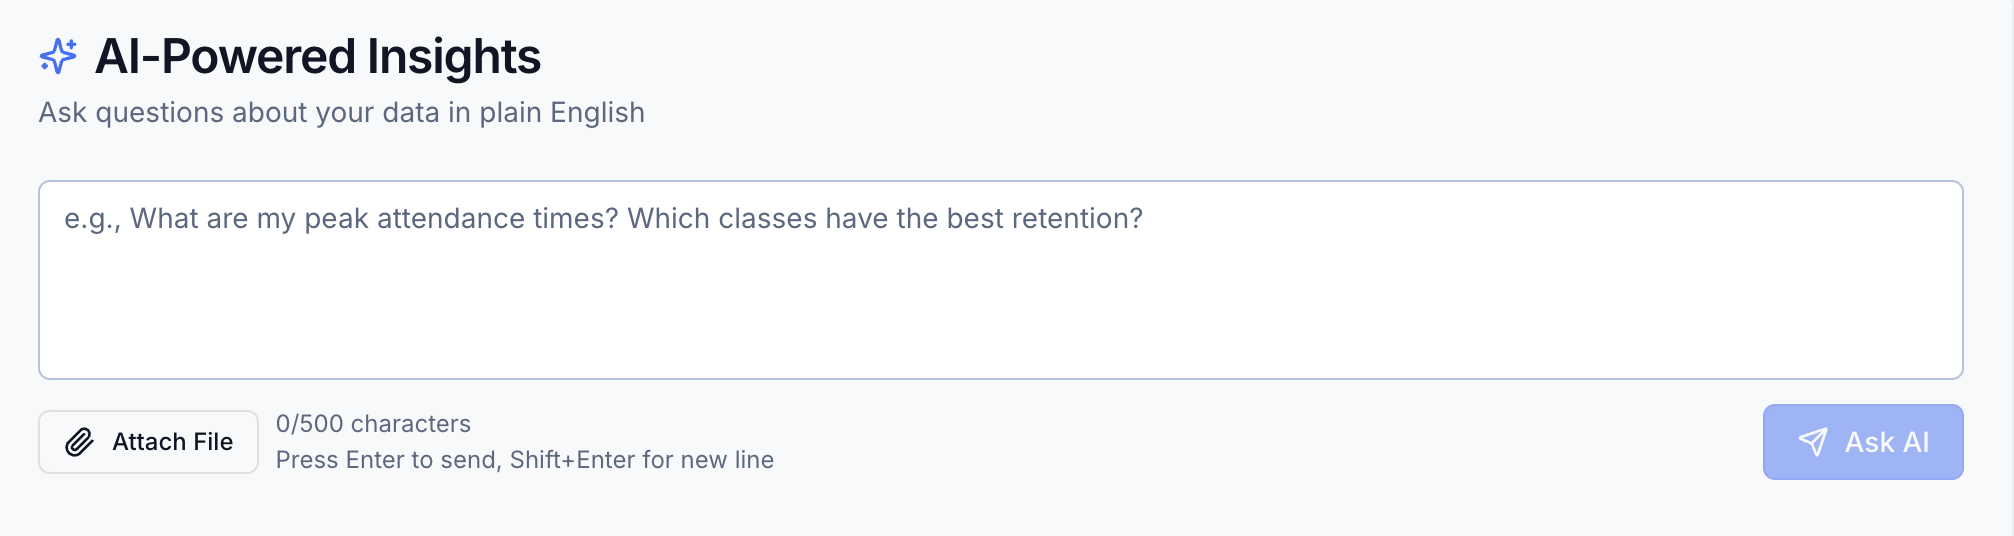 AI-Powered Insights
Ask questions about your data in plain English
e.g., What are my peak attendance times? Which classes have the best retention?
Attach File
0/500 characters
Press Enter to send, Shift+Enter for new line
Ask AI